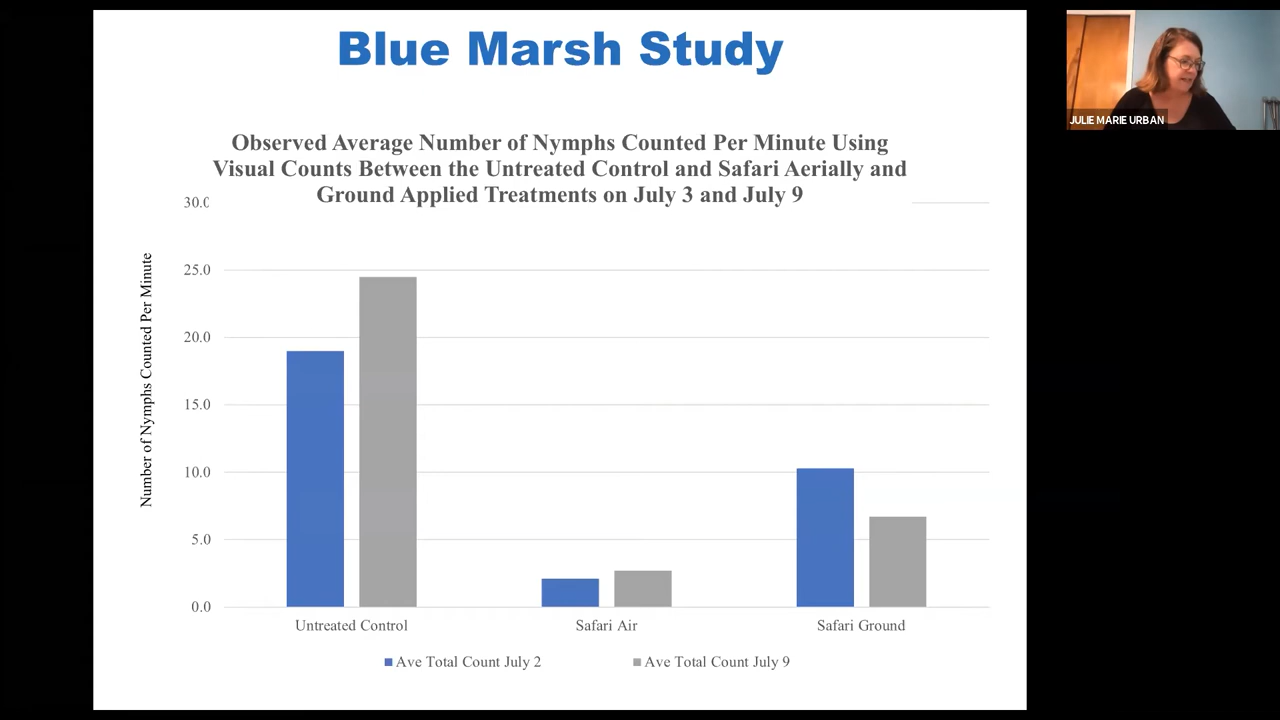 Blue Marsh Study
JULIE MARIE URBAN
Observed Average Number of Nymphs Counted Per Minute Using
Visual Counts Between the Untreated Control and Safari Aerially and
Ground Applied Treatments on July 3 and July 9
30.0
25.0
20.0
15.0
10.0
5.0
0.0
Number of Nymphs Counted Per Minute
Untreated Control
Safari Air
Safari Ground
Ave Total Count July 2
Ave Total Count July 9